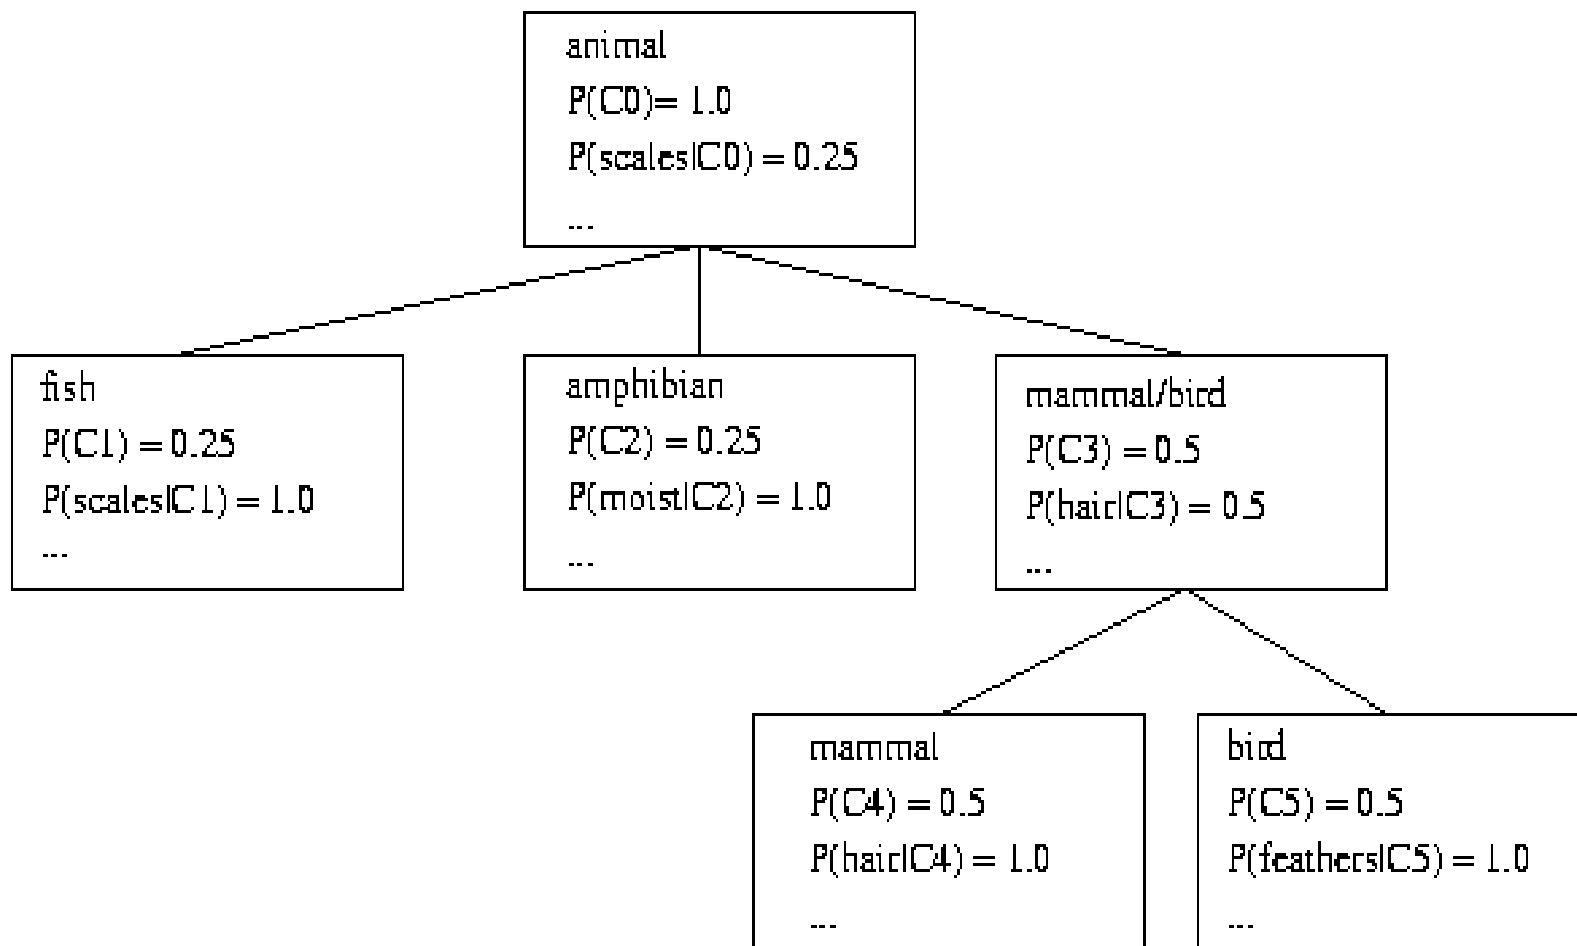 animal
P(C0)= 1.0
P(scales|C0) = 0.25
...
fish
P(C1) = 0.25
P(scales|C1) = 1.0
...
amphibian
P(C2) = 0.25
P(moist|C2) = 1.0
...
mammal/bird
P(C3) = 0.5
P(hair|C3) = 0.5
...
mammal
P(C4) = 0.5
P(hair|C4) = 1.0
...
bird
P(C5) = 0.5
P(feathers|C5) = 1.0
...